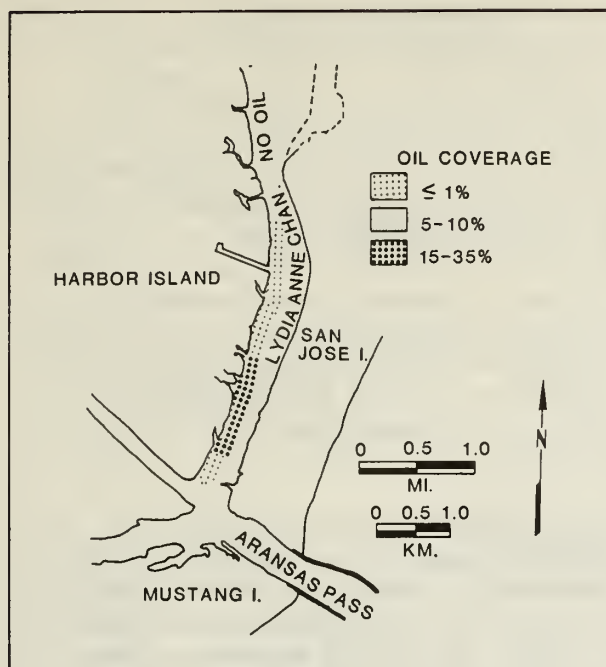 NO OIL
OIL COVERAGE
≤ 1%
5-10%
15-35%
HARBOR ISLAND
LYDIA ANNE CHAN.
SAN
JOSE I.
0 0.5 1.0
MI.
0 0.5 1.0
KM.
N
ARANSAS PASS
MUSTANG I.